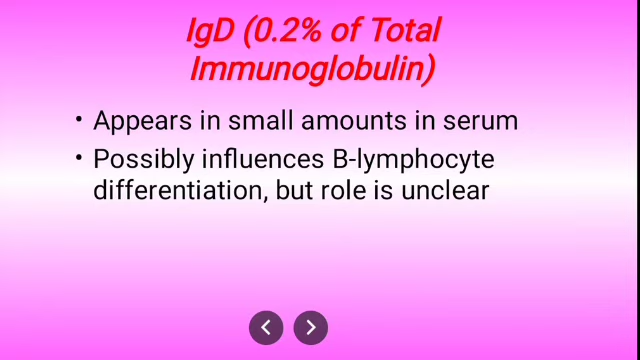 IgD (0.2% of Total
Immunoglobulin)
• Appears in small amounts in serum
• Possibly influences B-lymphocyte
differentiation, but role is unclear